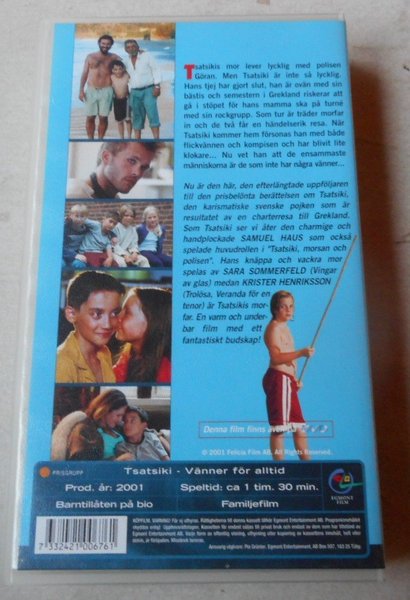 Tsatsikis mor lever lycklig med polisen
Göran. Men Tsatsiki är inte så lycklig.
Hans tjej har gjort slut, han är ovän med sin
bästis och semestern i Grekland riskerar att
gå i stöpet för hans mamma ska på turné
med sin rockgrupp. Som tur är träder morfar
in och de två får en händelserik resa. När
Tsatsiki kommer hem försonas han med både
flickvännen och kompisen och har blivit lite
klokare... Nu vet han att de ensammaste
människorna är de som inte har några vänner...
Nu är den här, den efterlängtade uppföljaren
till den prisbelönta berättelsen om Tsatsiki,
den karismatiske svenske pojken som är
resultatet av en charterresa till Grekland.
Som Tsatsiki ser vi åter den charmige och
handplockade SAMUEL HAUS som också
spelade huvudrollen i "Tsatsiki, morsan och
polisen". Hans knäppa och vackra mor
spelas av SARA SOMMERFELD (Vingar
av glas) medan KRISTER HENRIKSSON
(Trolösa, Veranda för en
tenor) är Tsatsikis mor-
far. En varm och under-
bar film med ett
fantastiskt budskap!
Denna film finns även på
© 2001 Felicia Film AB. All Rights Reserved.
PRISGRUPP
Tsatsiki - Vänner för alltid
Prod. år: 2001
Speltid: ca 1 tim. 30 min.
Barntillåten på bio
Familjefilm
EGMONT
FILM
7 332421 006761